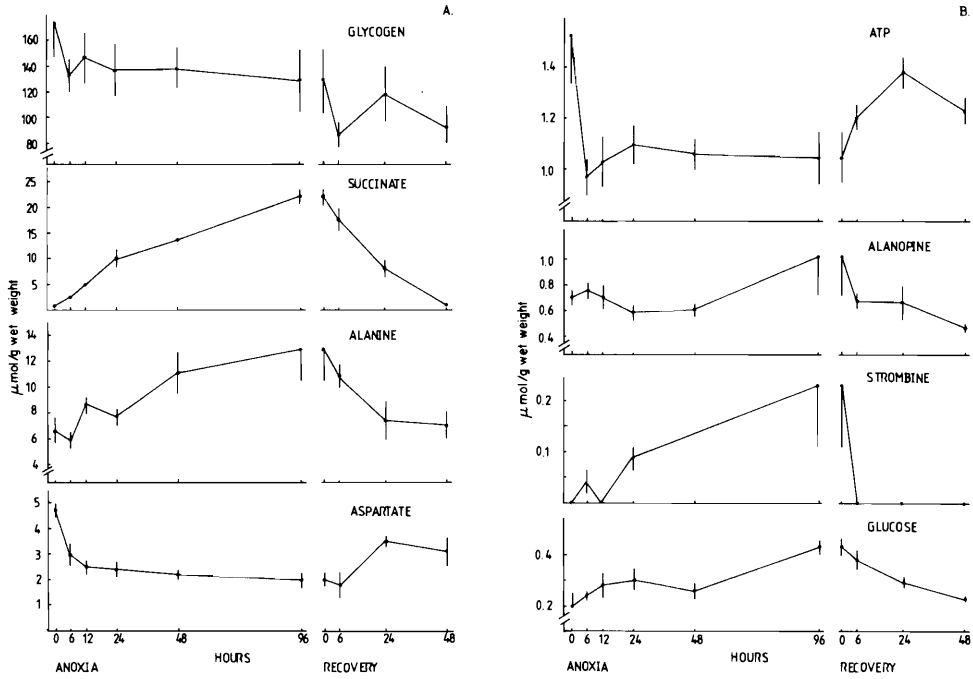 A.
GLYCOGEN
160
140
120
100
80
SUCCINATE
25
20
15
10
5
ALANINE
14
12
10
8
6
4
ASPARTATE
5
4
3
2
1
μmol/g wet weight
0 6 12 24 48 96 0 6 24 48
HOURS
ANOXIA RECOVERY
B.
ATP
1.4
1.2
1.0
ALANOPINE
1.0
0.8
0.6
0.4
STROMBINE
0.2
0.1
GLUCOSE
0.4
0.2
μmol/g wet weight
0 6 12 24 48 96 0 6 24 48
HOURS
ANOXIA RECOVERY